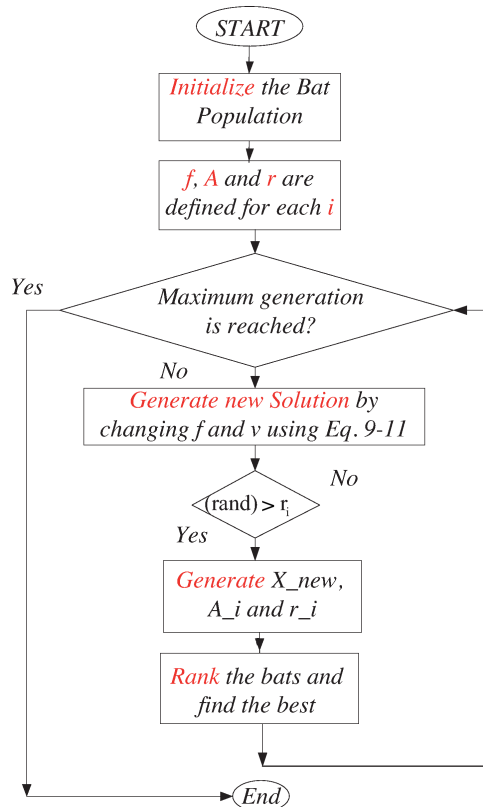 START
Initialize the Bat
Population
f, A and r are
defined for each i
Yes
Maximum generation
is reached?
No
Generate new Solution by
changing f and v using Eq. 9-11
No
(rand) > r_i
Yes
Generate X_new,
A_i and r_i
Rank the bats and
find the best
End